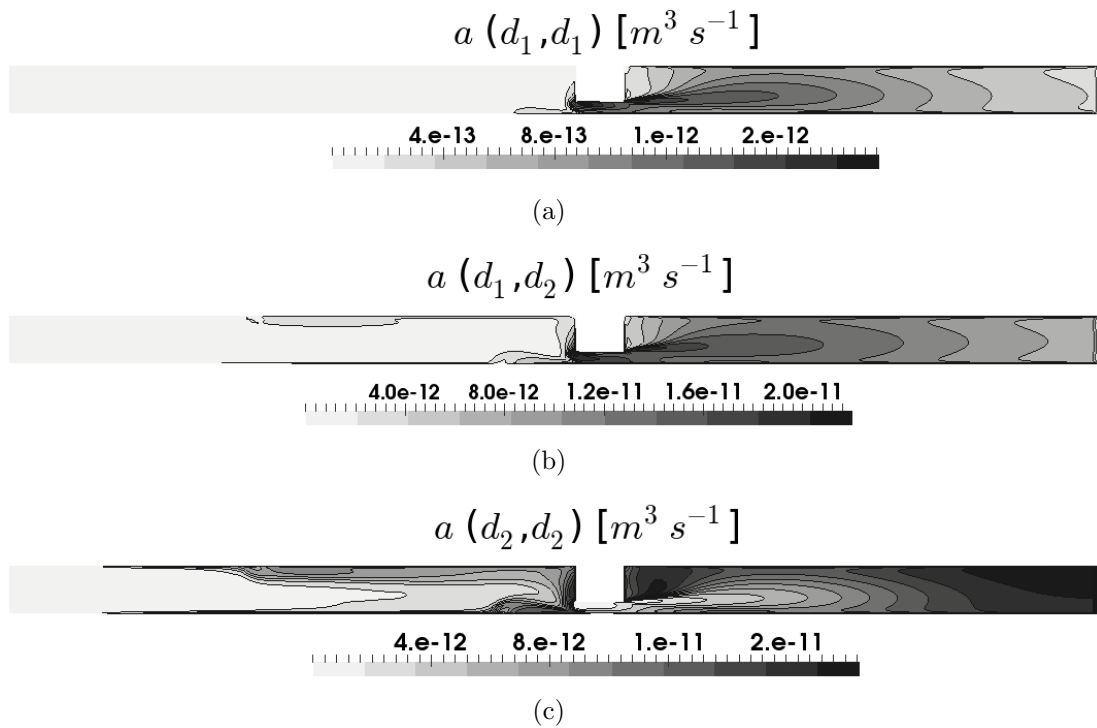 a (d₁,d₁) [m³ s⁻¹]
4.e-13 8.e-13 1.e-12 2.e-12
(a)
a (d₁,d₂) [m³ s⁻¹]
4.0e-12 8.0e-12 1.2e-11 1.6e-11 2.0e-11
(b)
a (d₂,d₂) [m³ s⁻¹]
4.e-12 8.e-12 1.e-11 2.e-11
(c)